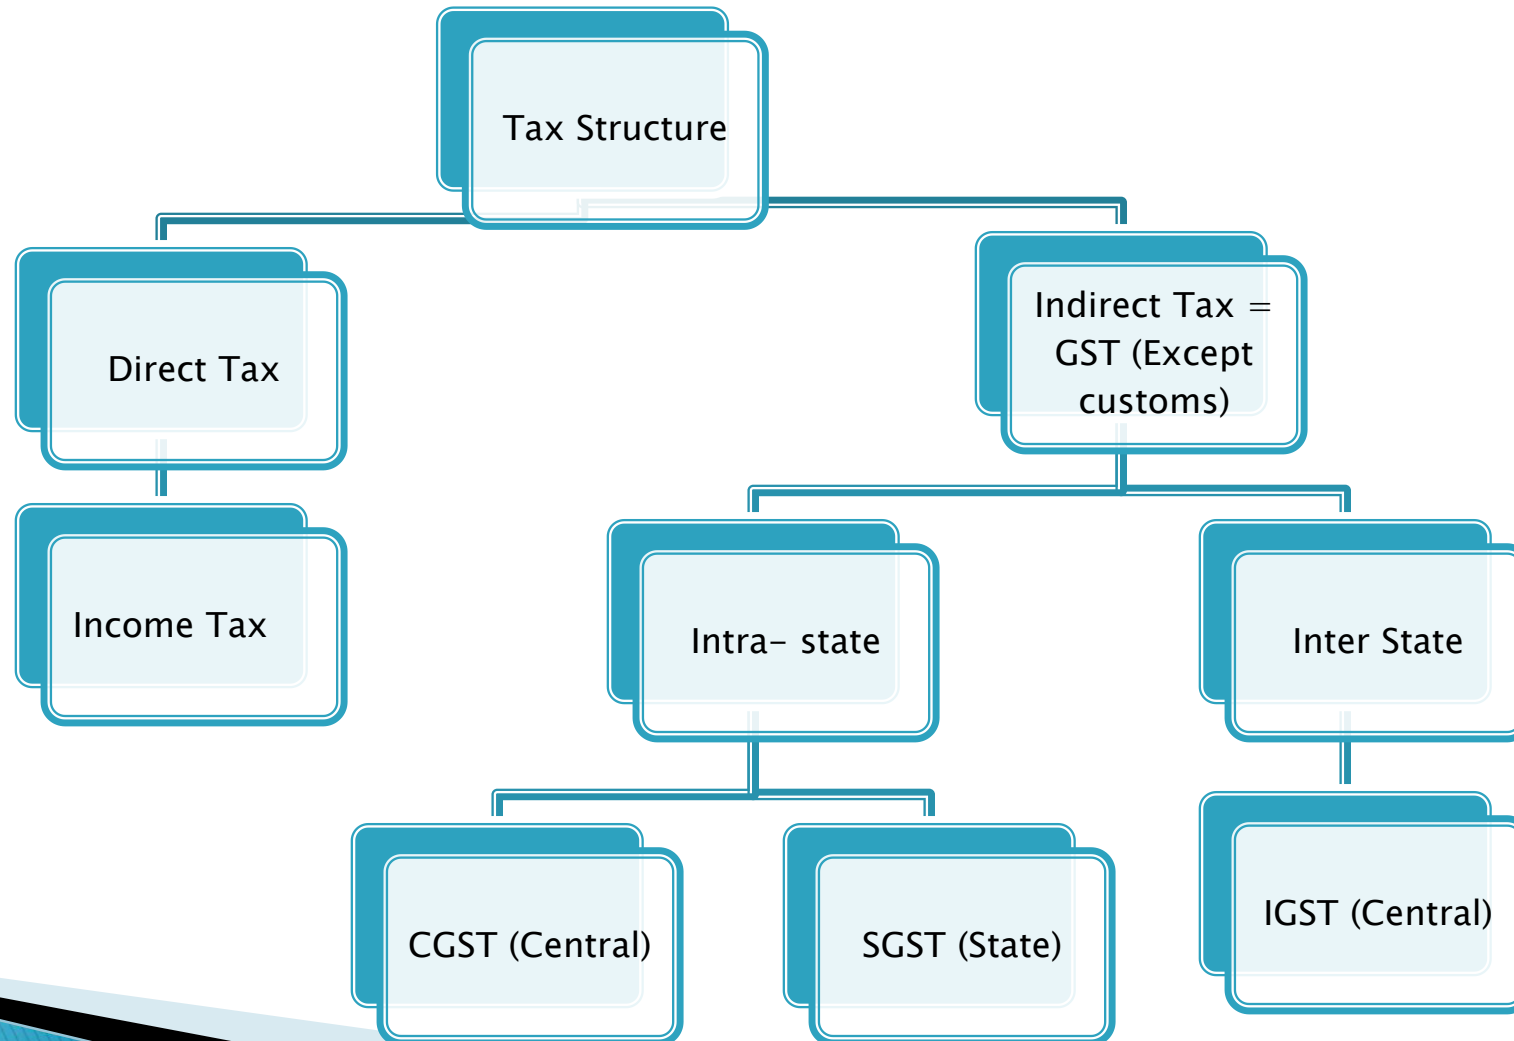 Tax Structure
Direct Tax
Indirect Tax =
GST (Except
customs)
Income Tax
Intra- state
Inter State
CGST (Central)
SGST (State)
IGST (Central)